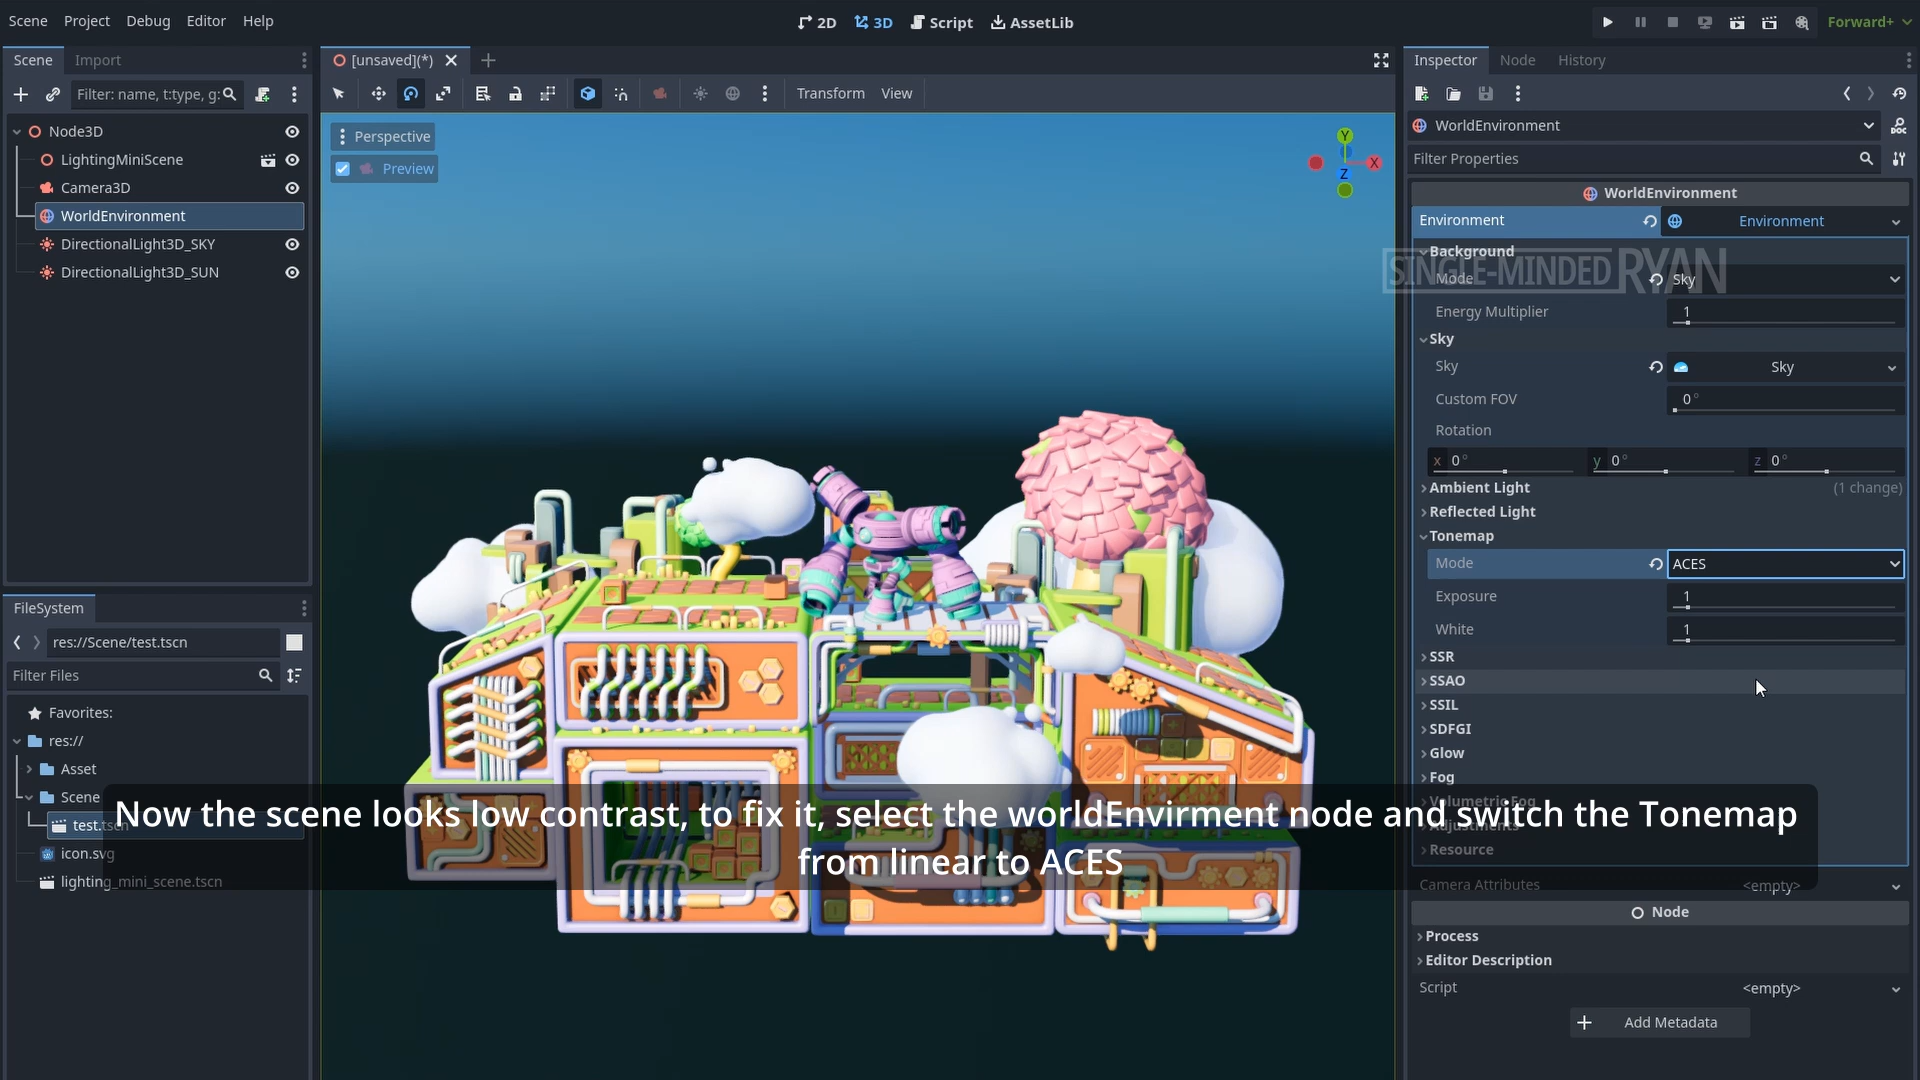 Scene Project Debug Editor Help
2D 3D Script AssetLib
Forward+
Scene Import
[unsaved](*)
Inspector Node History
Filter: name, t:type, g:
Transform View
Node3D
LightingMiniScene
Camera3D
WorldEnvironment
DirectionalLight3D_SKY
DirectionalLight3D_SUN
Perspective
Preview
Y
X
Z
WorldEnvironment
DOC
Filter Properties
WorldEnvironment
Environment Environment
Background
SINGLE-MINDED RYAN
Mode Sky
Energy Multiplier 1
Sky
Sky Sky
Custom FOV 0°
Rotation
x 0° y 0° z 0°
Ambient Light (1 change)
Reflected Light
Tonemap
Mode ACES
Exposure 1
White 1
SSR
SSAO
SSIL
SDFGI
Glow
Fog
Volumetric Fog
Adjustments
Resource
Camera Attributes <empty>
Node
Process
Editor Description
Script <empty>
Add Metadata
FileSystem
res://Scene/test.tscn
Filter Files
Favorites:
res://
Asset
Scene
test.tscn
icon.svg
lighting_mini_scene.tscn
Now the scene looks low contrast, to fix it, select the worldEnvirment node and switch the Tonemap
from linear to ACES